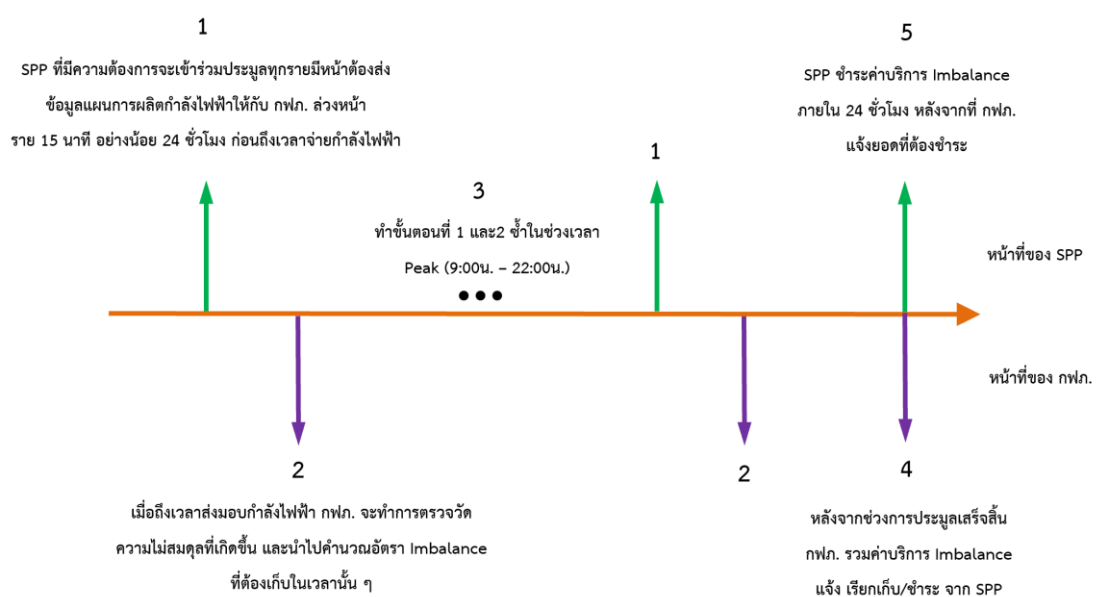 1
SPP ที่มีความต้องการจะเข้าร่วมประมูลทุกรายมีหน้าต้องส่ง
ข้อมูลแผนการผลิตกำลังไฟฟ้าให้กับ กฟภ. ล่วงหน้า
ราย 15 นาที อย่างน้อย 24 ชั่วโมง ก่อนถึงเวลาจ่ายกำลังไฟฟ้า
5
SPP ชำระค่าบริการ Imbalance
ภายใน 24 ชั่วโมง หลังจากที่ กฟภ.
แจ้งยอดที่ต้องชำระ
1
3
ทำขั้นตอนที่ 1 และ2 ซ้ำในช่วงเวลา
Peak (9:00น. – 22:00น.)
หน้าที่ของ SPP
หน้าที่ของ กฟภ.
2
เมื่อถึงเวลาส่งมอบกำลังไฟฟ้า กฟภ. จะทำการตรวจวัด
ความไม่สมดุลที่เกิดขึ้น และนำไปคำนวณอัตรา Imbalance
ที่ต้องเก็บในเวลานั้น ๆ
2
4
หลังจากช่วงการประมูลเสร็จสิ้น
กฟภ. รวมค่าบริการ Imbalance
แจ้ง เรียกเก็บ/ชำระ จาก SPP